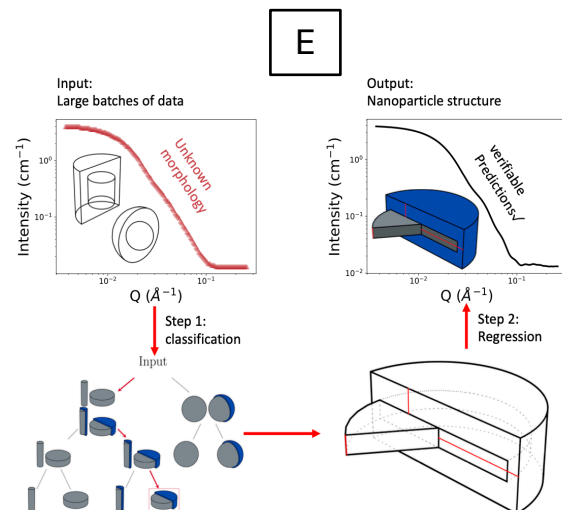 E
Input:
Large batches of data
Output:
Nanoparticle structure
Intensity (cm⁻¹)
10⁰
10⁻¹
Unknown
morphology
10⁻²
10⁻¹
Q (Å⁻¹)
Intensity (cm⁻¹)
10⁰
10⁻¹
10⁻²
verifiable
Predictions√
10⁻²
10⁻¹
Q (Å⁻¹)
Step 1:
classification
Step 2:
Regression
Input